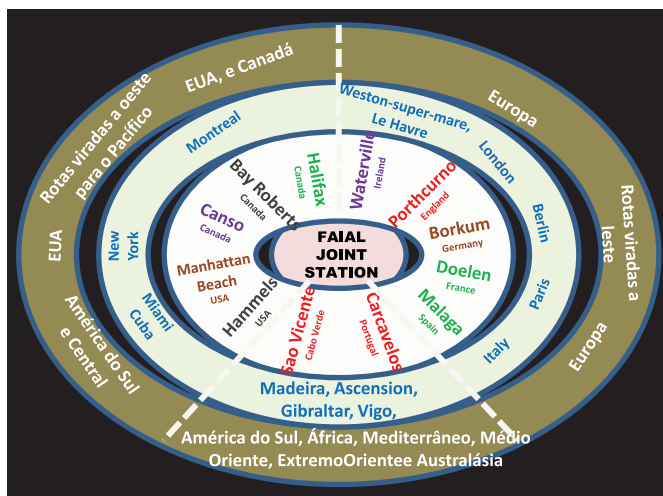 EUA, e Canadá
Europa
Rotas viradas a oeste
para o Pacífico
Rotas viradas a
leste
EUA
América do Sul
e Central
Europa
Weston-super-mare,
Le Havre
Montreal
London
Berlin
Paris
Italy
New
York
Miami
Cuba
Madeira, Ascension,
Gibraltar, Vigo,
América do Sul, África, Mediterrâneo, Médio
Oriente, ExtremoOrientee Australásia
Halifax
Canada
Waterville
Ireland
Bay Roberts
Canada
Porthcurno
England
Canso
Canada
Borkum
Germany
Manhattan
Beach
USA
Doelen
France
Hammels
USA
Malaga
Spain
Sao Vicente
Cabo Verde
Carcavelos
Portugal
FAIAL
JOINT
STATION